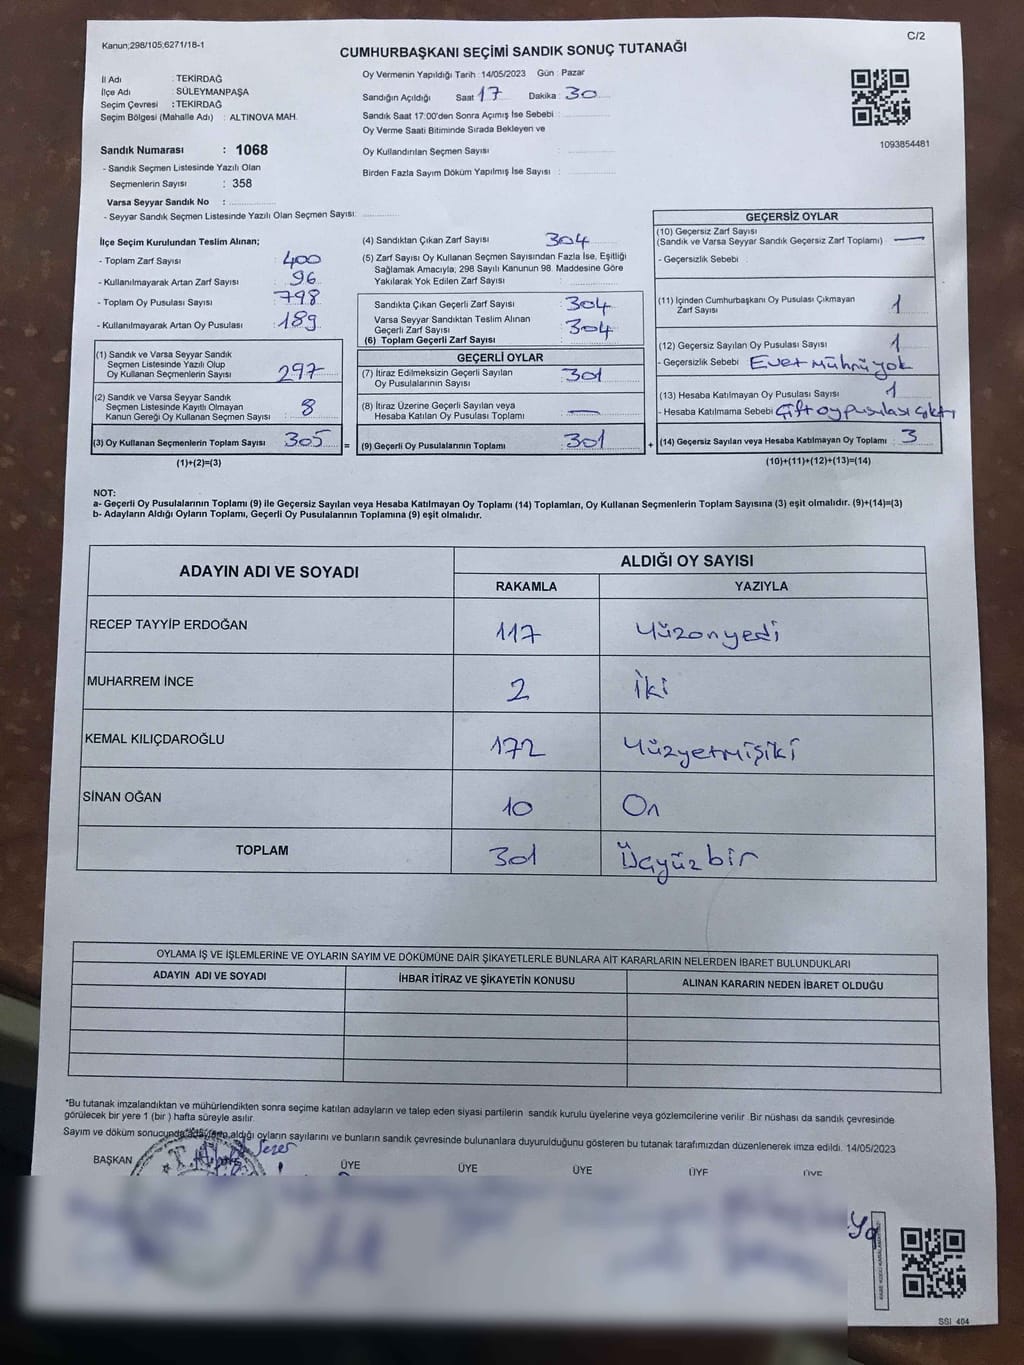 Kanun;298/105;6271/18-1
C/2
CUMHURBAŞKANI SEÇİMİ SANDIK SONUÇ TUTANAĞI
İl Adı : TEKİRDAĞ
İlçe Adı : SÜLEYMANPAŞA
Seçim Çevresi : TEKİRDAĞ
Seçim Bölgesi (Mahalle Adı) : ALTINOVA MAH.
Sandık Numarası : 1068
- Sandık Seçmen Listesinde Yazılı Olan
Seçmenlerin Sayısı : 358
Varsa Seyyar Sandık No :
- Seyyar Sandık Seçmen Listesinde Yazılı Olan Seçmen Sayısı:
Oy Vermenin Yapıldığı Tarih :14/05/2023 Gün : Pazar
Sandığın Açıldığı Saat 17 Dakika : 30
Sandık Saat 17:00'den Sonra Açımış İse Sebebi :
Oy Verme Saati Bitiminde Sırada Bekleyen ve
Oy Kullandırılan Seçmen Sayısı :
Birden Fazla Sayım Döküm Yapılmış İse Sayısı :
1093854481
İlçe Seçim Kurulundan Teslim Alınan;
- Toplam Zarf Sayısı : 400
- Kullanılmayarak Artan Zarf Sayısı : 96
- Toplam Oy Pusulası Sayısı : 798
- Kullanılmayarak Artan Oy Pusulası : 189
(1) Sandık ve Varsa Seyyar Sandık
Seçmen Listesinde Yazılı Olup
Oy Kullanan Seçmenlerin Sayısı : 297
(2) Sandık ve Varsa Seyyar Sandık
Seçmen Listesinde Kayıtlı Olmayan
Kanun Gereği Oy Kullanan Seçmen Sayısı : 8
(3) Oy Kullanan Seçmenlerin Toplam Sayısı : 305 =
(1)+(2)=(3)
(4) Sandıktan Çıkan Zarf Sayısı : 304
(5) Zarf Sayısı Oy Kullanan Seçmen Sayısından Fazla İse, Eşitliği
Sağlamak Amacıyla; 298 Sayılı Kanunun 98. Maddesine Göre
Yakılarak Yok Edilen Zarf Sayısı :
Sandıkta Çıkan Geçerli Zarf Sayısı : 304
Varsa Seyyar Sandıktan Teslim Alınan
Geçerli Zarf Sayısı : 304
(6) Toplam Geçerli Zarf Sayısı
GEÇERLİ OYLAR
(7) İtiraz Edilmeksizin Geçerli Sayılan
Oy Pusulalarının Sayısı : 301
(8) İtiraz Üzerine Geçerli Sayılan veya
Hesaba Katılan Oy Pusulaları Toplamı : —
(9) Geçerli Oy Pusulalarının Toplamı : 301 +
GEÇERSİZ OYLAR
(10) Geçersiz Zarf Sayısı
(Sandık ve Varsa Seyyar Sandık Geçersiz Zarf Toplamı) : —
- Geçersizlik Sebebi :
(11) İçinden Cumhurbaşkanı Oy Pusulası Çıkmayan
Zarf Sayısı : 1
(12) Geçersiz Sayılan Oy Pusulası Sayısı : 1
- Geçersizlik Sebebi : Evet Mührü yok
(13) Hesaba Katılmayan Oy Pusulası Sayısı : 1
- Hesaba Katılmama Sebebi : Çift oy pusulası çıktı
(14) Geçersiz Sayılan veya Hesaba Katılmayan Oy Toplamı : 3
(10)+(11)+(12)+(13)=(14)
NOT:
a- Geçerli Oy Pusulalarının Toplamı (9) ile Geçersiz Sayılan veya Hesaba Katılmayan Oy Toplamı (14) Toplamları, Oy Kullanan Seçmenlerin Toplam Sayısına (3) eşit olmalıdır. (9)+(14)=(3)
b- Adayların Aldığı Oyların Toplamı, Geçerli Oy Pusulalarının Toplamına (9) eşit olmalıdır.
ADAYIN ADI VE SOYADI
ALDIĞI OY SAYISI
RAKAMLA YAZIYLA
RECEP TAYYİP ERDOĞAN 117 Yüzonyedi
MUHARREM İNCE 2 İki
KEMAL KILIÇDAROĞLU 172 Yüzyetmişiki
SİNAN OĞAN 10 On
TOPLAM 301 Üçyüz bir
OYLAMA İŞ VE İŞLEMLERİNE VE OYLARIN SAYIM VE DÖKÜMÜNE DAİR ŞİKAYETLERLE BUNLARA AİT KARARLARIN NELERDEN İBARET BULUNDUKLARI
ADAYIN ADI VE SOYADI İHBAR İTİRAZ VE ŞİKAYETİN KONUSU ALINAN KARARIN NEDEN İBARET OLDUĞU
*Bu tutanak imzalandıktan ve mühürlendikten sonra seçime katılan adayların ve talep eden siyasi partilerin sandık kurulu üyelerine veya gözlemcilerine verilir. Bir nüshası da sandık çevresinde
görülecek bir yere 1 (bir) hafta süreyle asılır.
Sayım ve döküm sonucunda aldığı oyların sayılarını ve bunların sandık çevresinde bulunanlara duyurulduğunu gösteren bu tutanak tarafımızdan düzenlenerek imza edildi. 14/05/2023
BAŞKAN ÜYE ÜYE ÜYE ÜYE ÜYE
SSİ 404